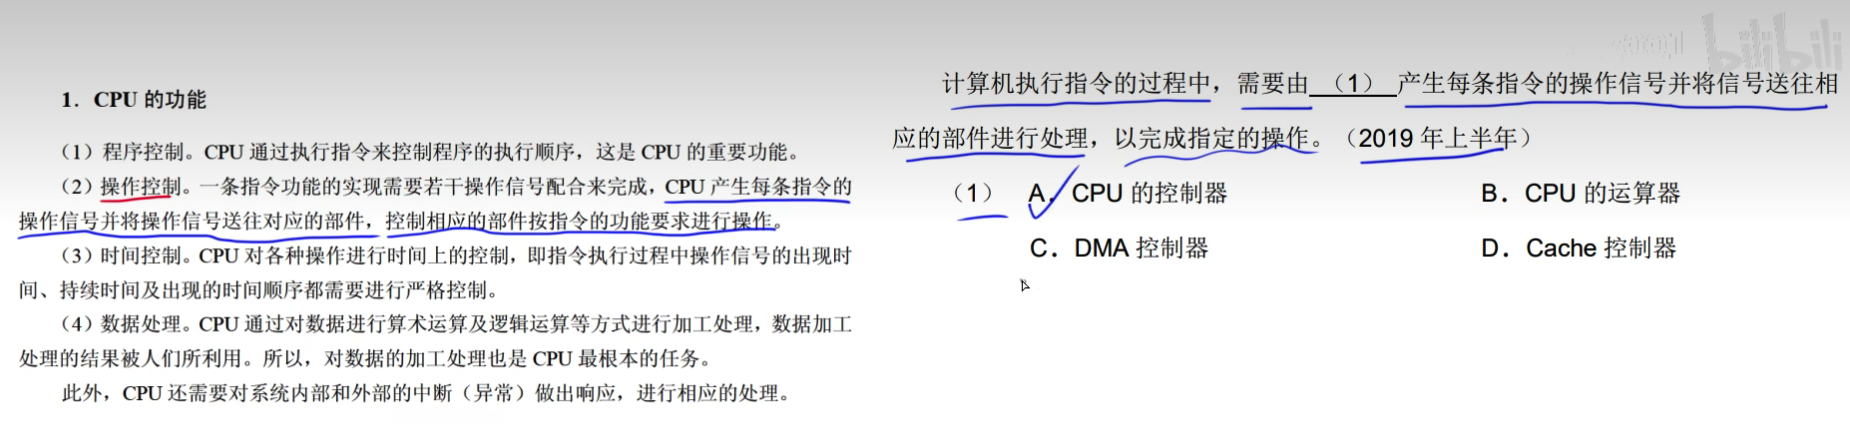 1. CPU 的功能
（1）程序控制。CPU 通过执行指令来控制程序的执行顺序，这是 CPU 的重要功能。
（2）操作控制。一条指令功能的实现需要若干操作信号配合来完成，CPU 产生每条指令的
操作信号并将操作信号送往对应的部件，控制相应的部件按指令的功能要求进行操作。
（3）时间控制。CPU 对各种操作进行时间上的控制，即指令执行过程中操作信号的出现时
间、持续时间及出现的时间顺序都需要进行严格控制。
（4）数据处理。CPU 通过对数据进行算术运算及逻辑运算等方式进行加工处理，数据加工
处理的结果被人们所利用。所以，对数据的加工处理也是 CPU 最根本的任务。
此外，CPU 还需要对系统内部和外部的中断（异常）做出响应，进行相应的处理。
bilibili
计算机执行指令的过程中，需要由 （1） 产生每条指令的操作信号并将信号送往相
应的部件进行处理，以完成指定的操作。（2019 年上半年）
（1） A. CPU 的控制器 B. CPU 的运算器
C. DMA 控制器 D. Cache 控制器